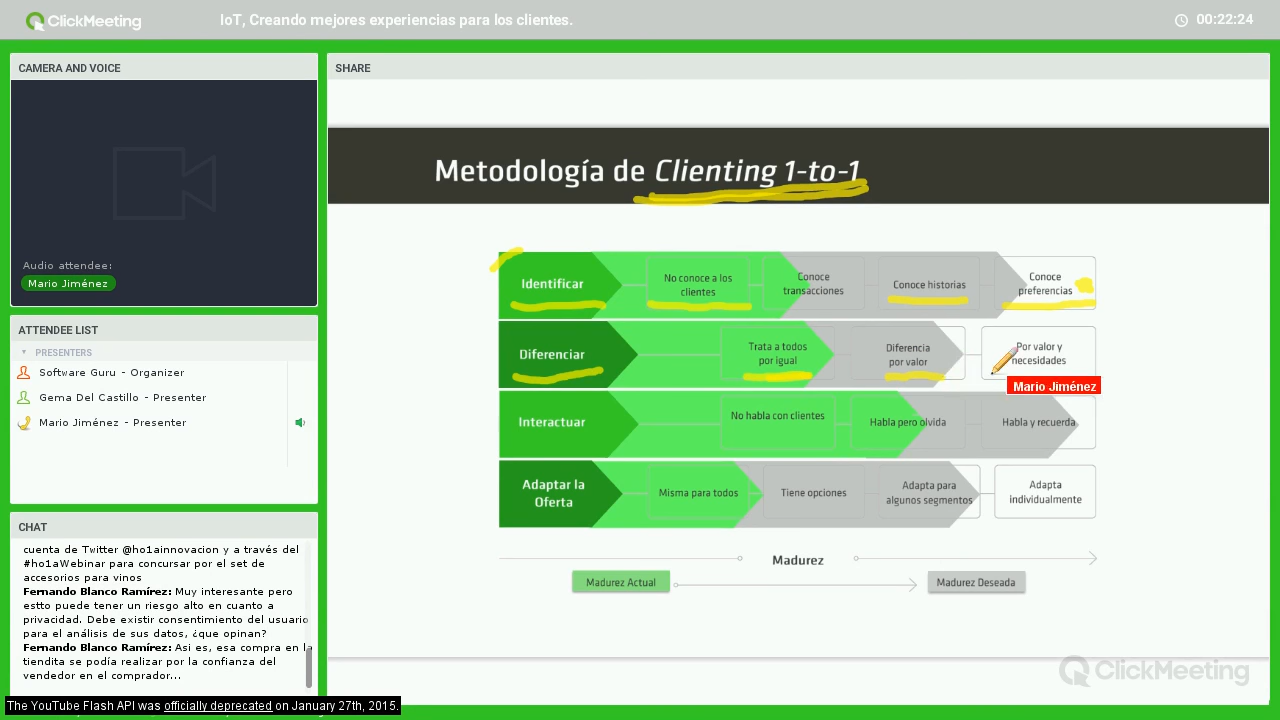 ClickMeeting
IoT, Creando mejores experiencias para los clientes.
00:22:24
CAMERA AND VOICE
Audio attendee:
Mario Jiménez
ATTENDEE LIST
PRESENTERS
Software Guru - Organizer
Gema Del Castillo - Presenter
Mario Jiménez - Presenter
CHAT
cuenta de Twitter @ho1ainnovacion y a través del
#ho1aWebinar para concursar por el set de
accesorios para vinos
Fernando Blanco Ramírez: Muy interesante pero
estto puede tener un riesgo alto en cuanto a
privacidad. Debe existir consentimiento del usuario
para el análisis de sus datos, ¿que opinan?
Fernando Blanco Ramírez: Asi es, esa compra en la
tiendita se podía realizar por la confianza del
vendedor en el comprador...
The YouTube Flash API was officially deprecated on January 27th, 2015.
SHARE
Metodología de Clienting 1-to-1
Identificar
No conoce a los
clientes
Conoce
transacciones
Conoce historias
Conoce
preferencias
Diferenciar
Trata a todos
por igual
Diferencia
por valor
Por valor y
necesidades
Mario Jiménez
Interactuar
No habla con clientes
Habla pero olvida
Habla y recuerda
Adaptar la
Oferta
Misma para todos
Tiene opciones
Adapta para
algunos segmentos
Adapta
individualmente
Madurez
Madurez Actual
Madurez Deseada
ClickMeeting